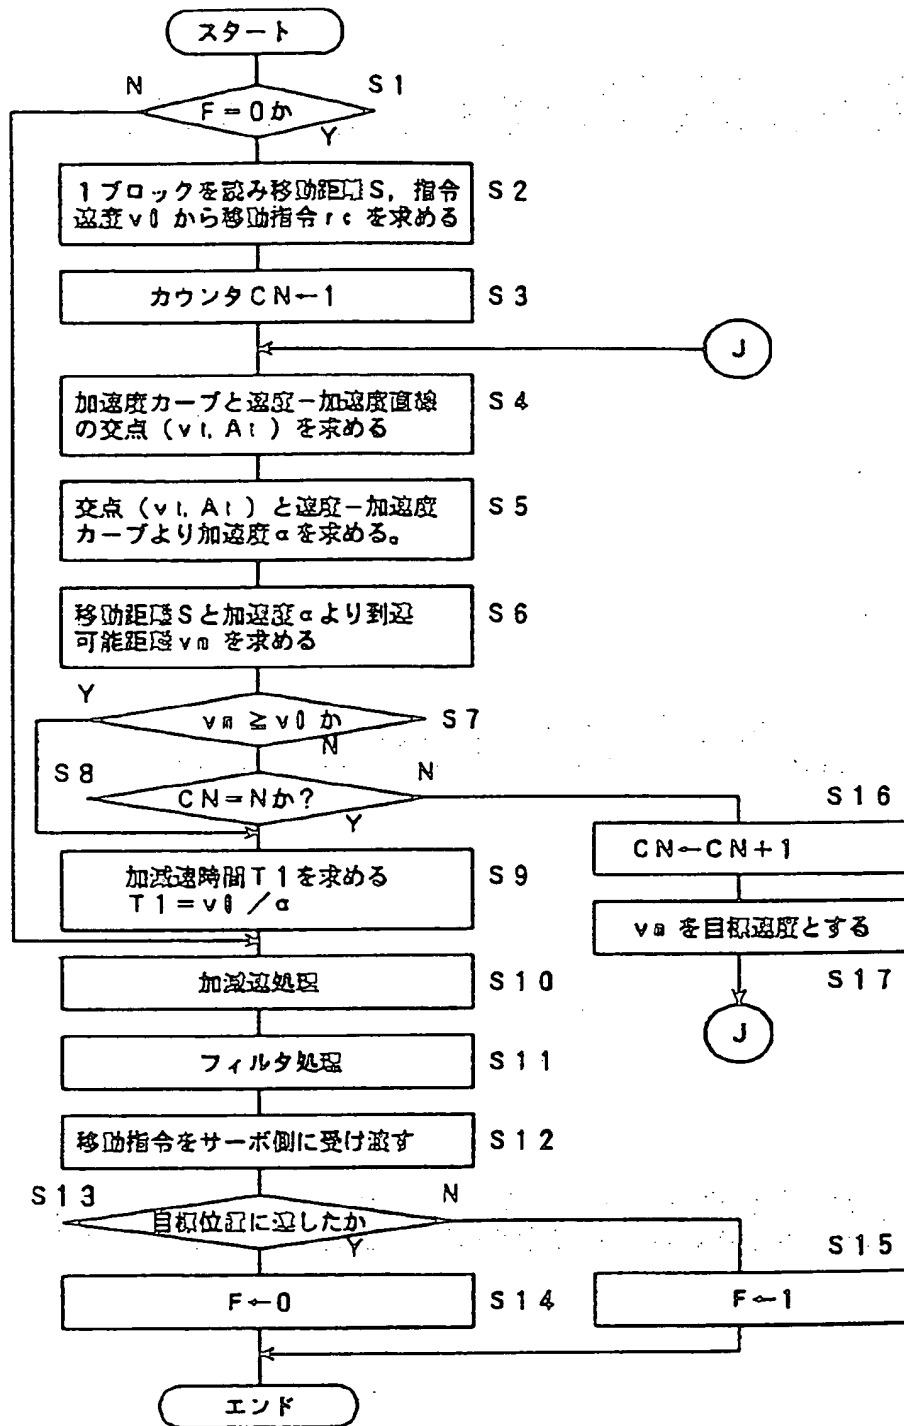 スタート
N
S1
F=0か
Y
1ブロックを読み移動距離S,指令
速度v0から移動指令rcを求める
S2
カウンタCN←1
S3
J
加速度カーブと速度-加速度直線
の交点(vt,At)を求める
S4
交点(vt,At)と速度-加速度
カーブより加速度αを求める。
S5
移動距離Sと加速度αより到達
可能距離vmを求める
S6
Y
vm≧v0か
S7
N
S8
CN=Nか?
N
Y
S16
CN←CN+1
加減速時間T1を求める
T1=v0/α
S9
vmを目標速度とする
S17
加減速処理
S10
J
フィルタ処理
S11
移動指令をサーボ側に受け渡す
S12
S13
目標位置に達したか
N
Y
S15
F←0
S14
F←1
エンド